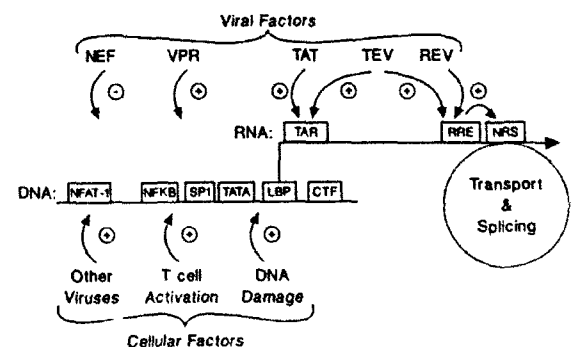 Viral Factors
NEF VPR TAT TEV REV
- + + + + +
RNA: TAR RRE NRS
Transport
&
Splicing
DNA: NFAT-1 NFKB SP1 TATA LBP CTF
+ + +
Other T cell DNA
Viruses Activation Damage
Cellular Factors